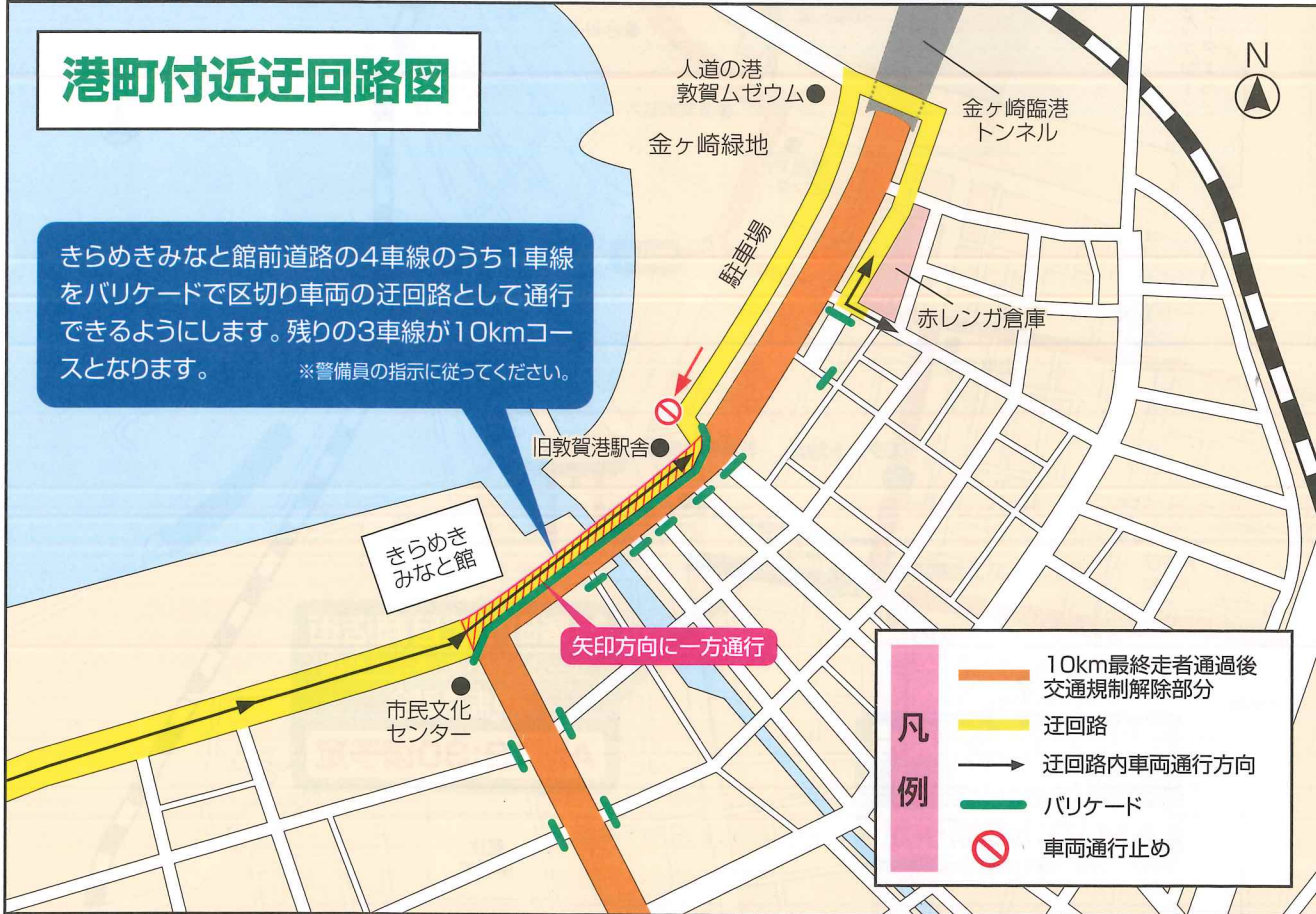 港町付近迂回路図
人道の港
敦賀ムゼウム
金ヶ崎緑地
金ヶ崎臨港
トンネル
N
きらめきみなと館前道路の4車線のうち1車線
をバリケードで区切り車両の迂回路として通行
できるようにします。残りの3車線が10kmコー
スとなります。
※警備員の指示に従ってください。
駐車場
赤レンガ倉庫
旧敦賀港駅舎
きらめき
みなと館
矢印方向に一方通行
市民文化
センター
凡例
10km最終走者通過後
交通規制解除部分
迂回路
迂回路内車両通行方向
バリケード
車両通行止め